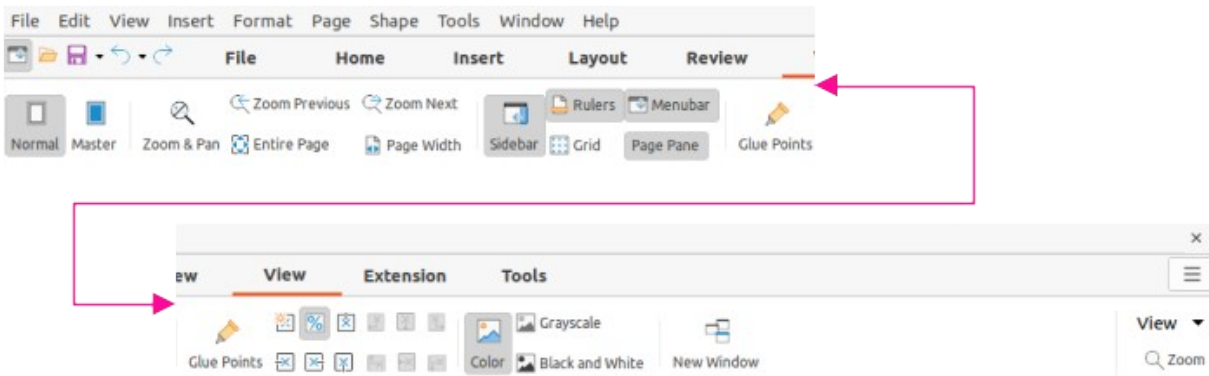 File Edit View Insert Format Page Shape Tools Window Help
File Home Insert Layout Review
Zoom Previous Zoom Next Rulers Menubar
Normal Master Zoom & Pan Entire Page Page Width Sidebar Grid Page Pane Glue Points
ew View Extension Tools
Grayscale View
Glue Points Color Black and White New Window Zoom